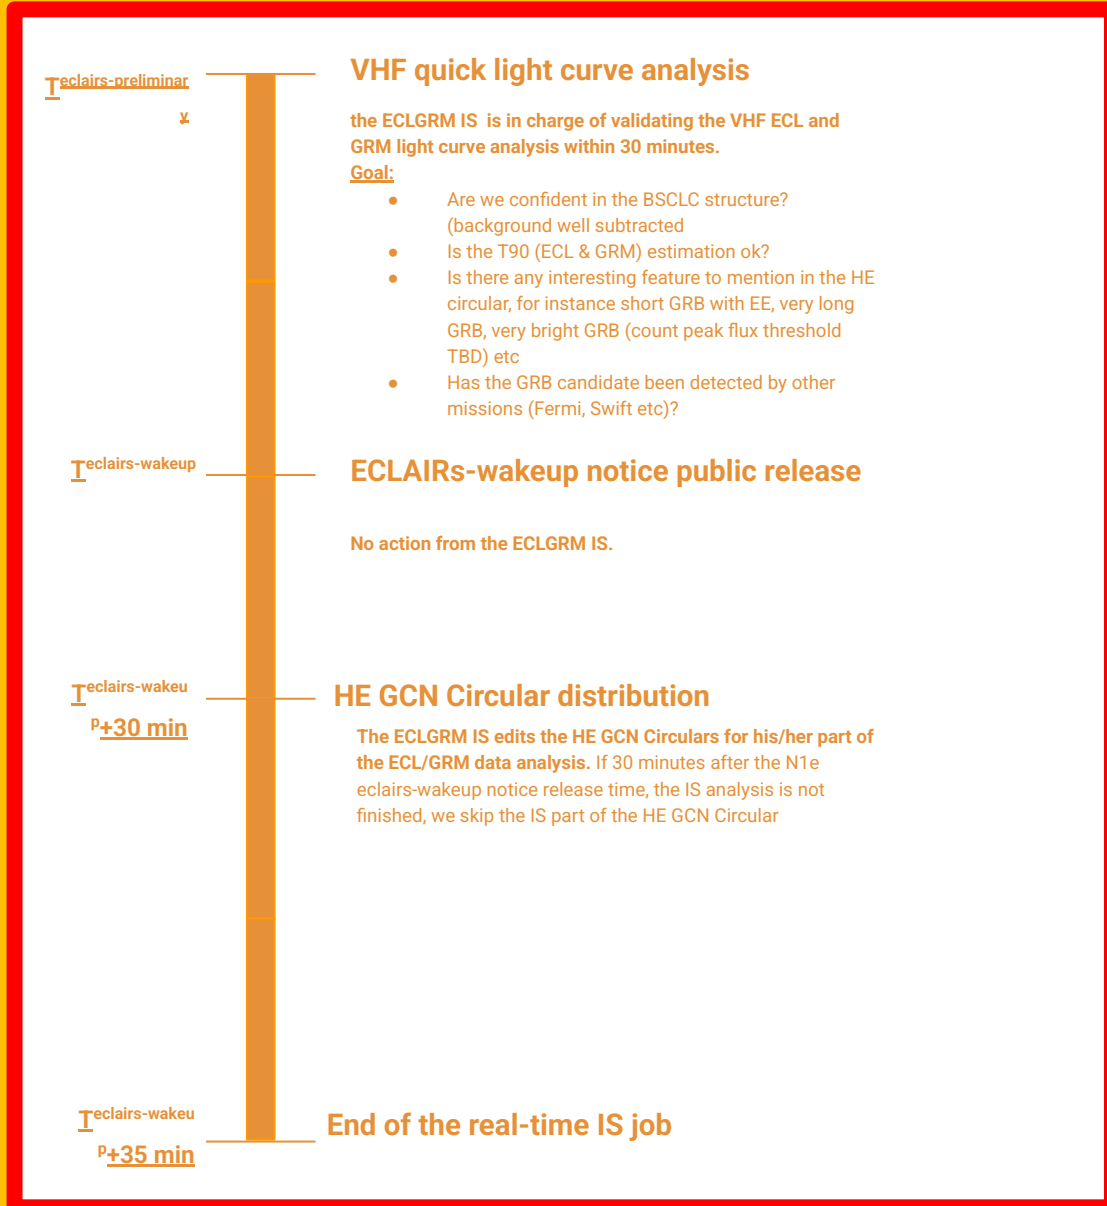 Teclairs-preliminar
y
VHF quick light curve analysis
the ECLGRM IS  is in charge of validating the VHF ECL and
GRM light curve analysis within 30 minutes.
Goal:
● Are we confident in the BSCLC structure?
(background well subtracted
● Is the T90 (ECL & GRM) estimation ok?
● Is there any interesting feature to mention in the HE
circular, for instance short GRB with EE, very long
GRB, very bright GRB (count peak flux threshold
TBD) etc
● Has the GRB candidate been detected by other
missions (Fermi, Swift etc)?
Teclairs-wakeup
ECLAIRs-wakeup notice public release
No action from the ECLGRM IS.
Teclairs-wakeu
p+30 min
HE GCN Circular distribution
The ECLGRM IS edits the HE GCN Circulars for his/her part of
the ECL/GRM data analysis. If 30 minutes after the N1e
eclairs-wakeup notice release time, the IS analysis is not
finished, we skip the IS part of the HE GCN Circular
Teclairs-wakeu
p+35 min
End of the real-time IS job